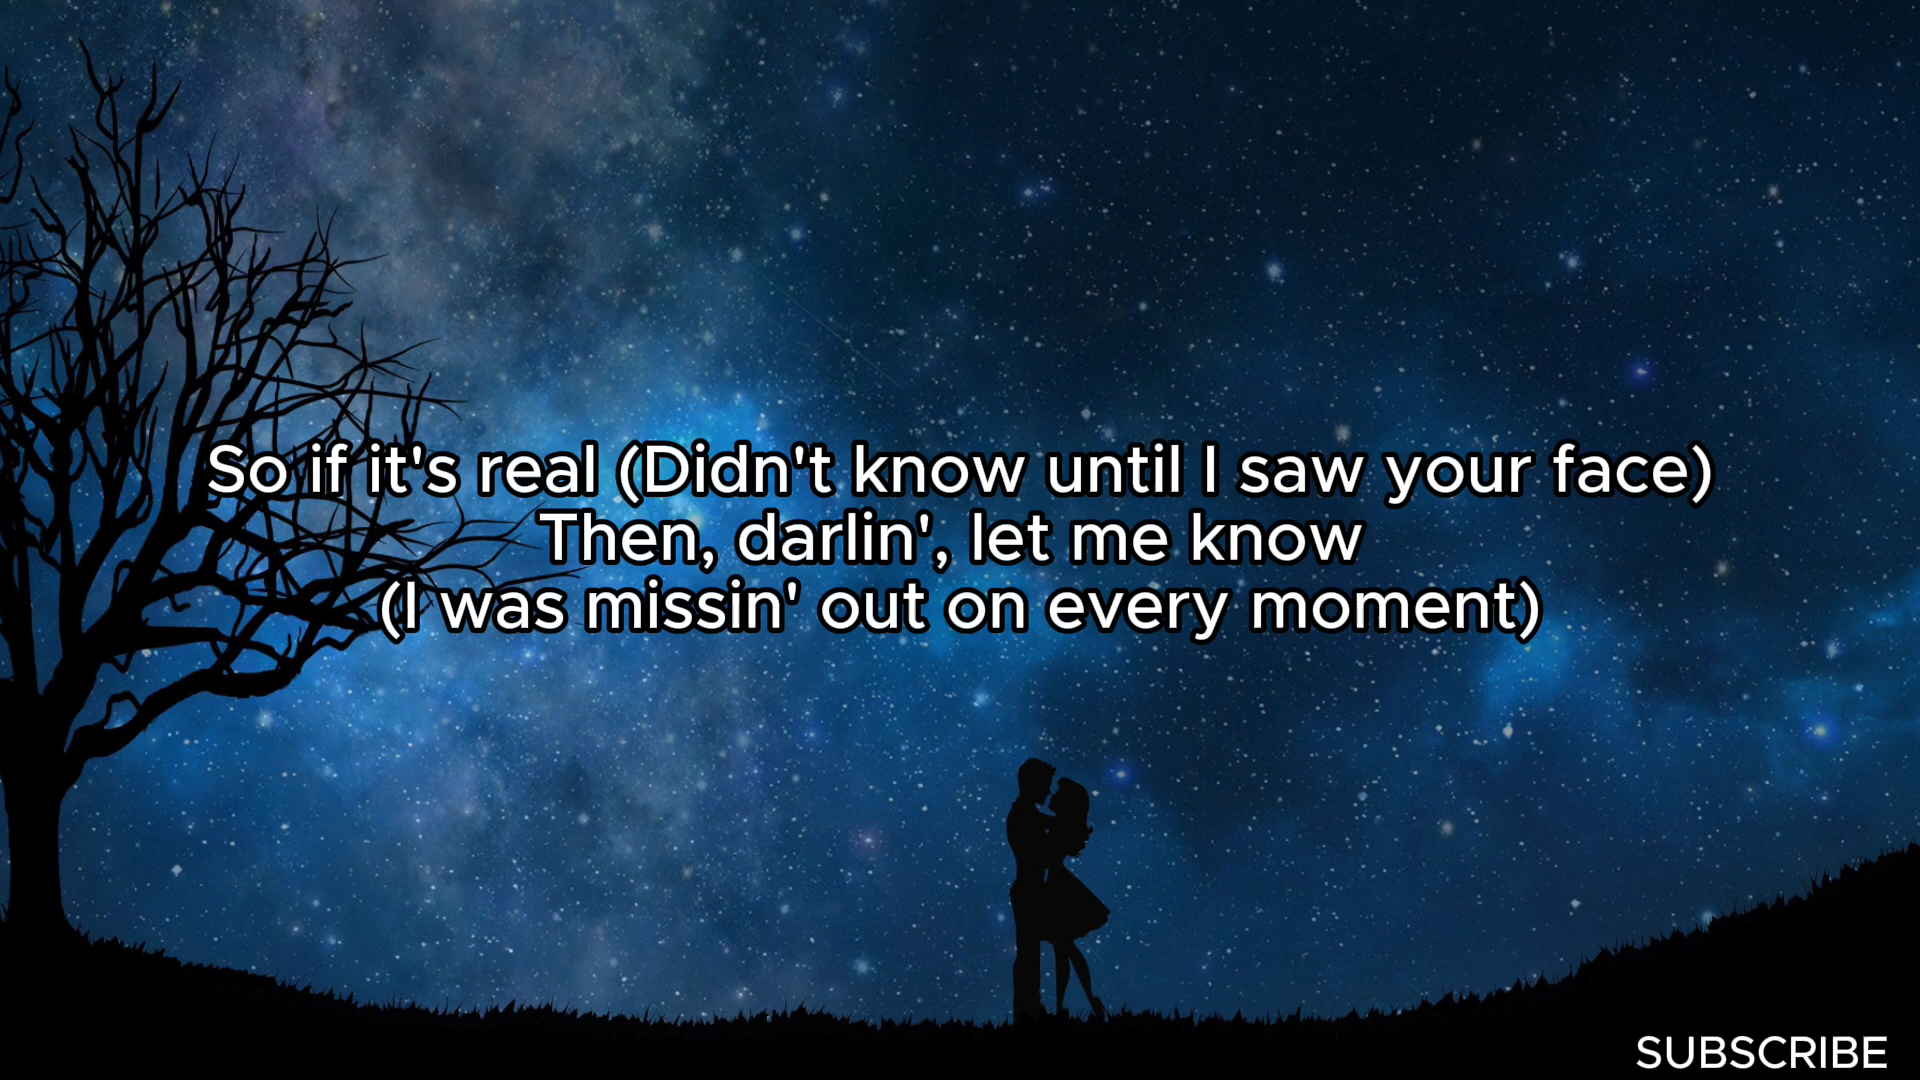 So if it's real (Didn't know until I saw your face)
Then, darlin', let me know
(I was missin' out on every moment)
SUBSCRIBE